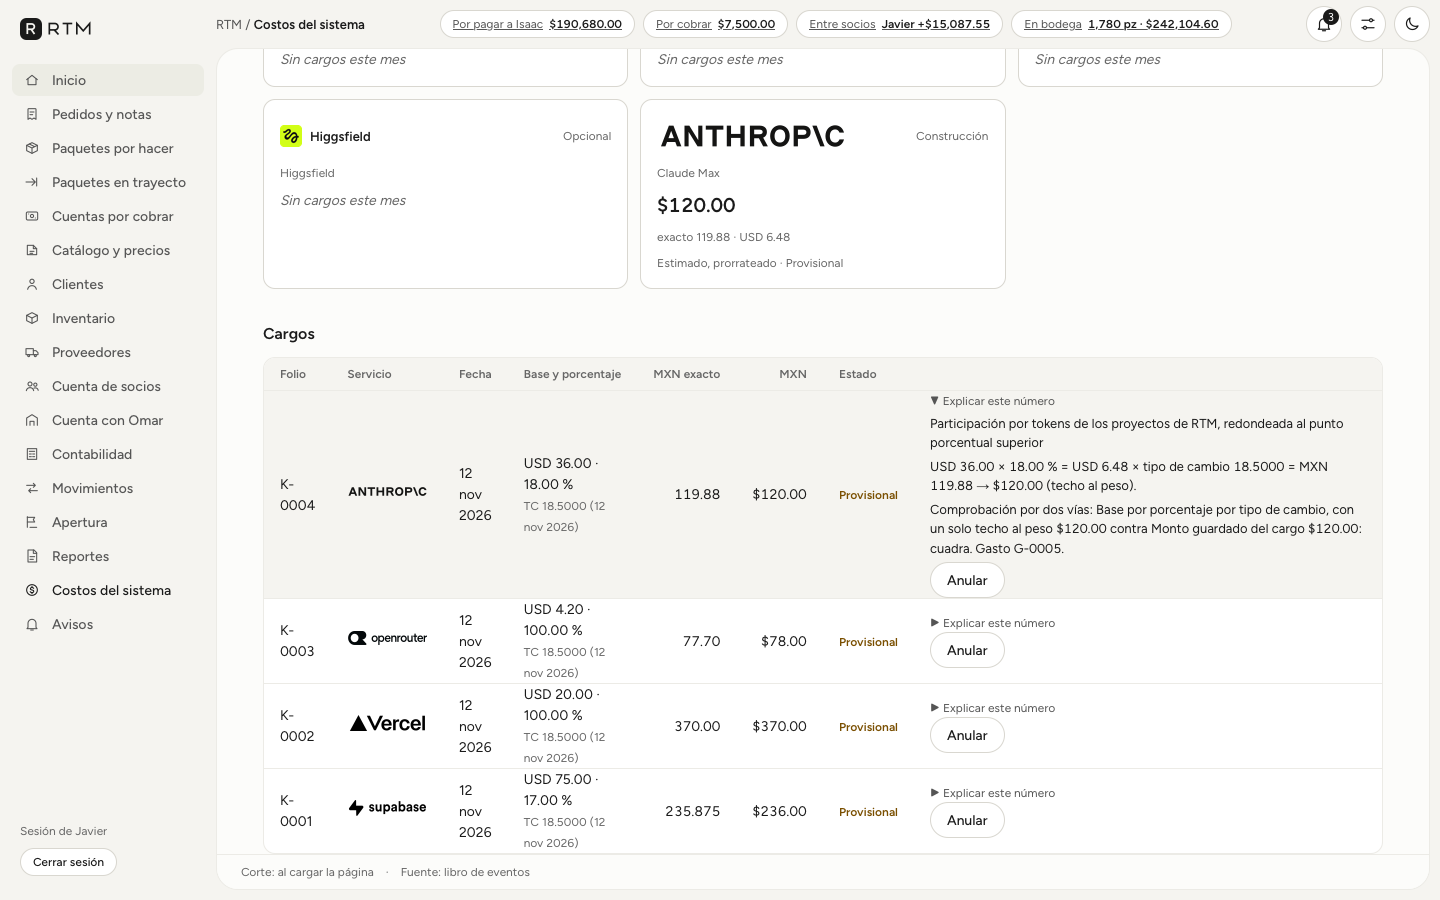 R RTM
RTM / Costos del sistema
Por pagar a Isaac $190,680.00
Por cobrar $7,500.00
Entre socios Javier +$15,087.55
En bodega 1,780 pz · $242,104.60
3
Inicio
Pedidos y notas
Paquetes por hacer
Paquetes en trayecto
Cuentas por cobrar
Catálogo y precios
Clientes
Inventario
Proveedores
Cuenta de socios
Cuenta con Omar
Contabilidad
Movimientos
Apertura
Reportes
Costos del sistema
Avisos
Sesión de Javier
Cerrar sesión
Sin cargos este mes
Sin cargos este mes
Sin cargos este mes
Higgsfield Opcional
Higgsfield
Sin cargos este mes
ANTHROP\C Construcción
Claude Max
$120.00
exacto 119.88 · USD 6.48
Estimado, prorrateado · Provisional
Cargos
Folio Servicio Fecha Base y porcentaje MXN exacto MXN Estado
K-
0004
ANTHROP\C
12
nov
2026
USD 36.00 ·
18.00 %
TC 18.5000 (12
nov 2026)
119.88
$120.00
Provisional
▼ Explicar este número
Participación por tokens de los proyectos de RTM, redondeada al punto
porcentual superior
USD 36.00 × 18.00 % = USD 6.48 × tipo de cambio 18.5000 = MXN
119.88 → $120.00 (techo al peso).
Comprobación por dos vías: Base por porcentaje por tipo de cambio, con
un solo techo al peso $120.00 contra Monto guardado del cargo $120.00:
cuadra. Gasto G-0005.
Anular
K-
0003
openrouter
12
nov
2026
USD 4.20 ·
100.00 %
TC 18.5000 (12
nov 2026)
77.70
$78.00
Provisional
▶ Explicar este número
Anular
K-
0002
Vercel
12
nov
2026
USD 20.00 ·
100.00 %
TC 18.5000 (12
nov 2026)
370.00
$370.00
Provisional
▶ Explicar este número
Anular
K-
0001
supabase
12
nov
2026
USD 75.00 ·
17.00 %
TC 18.5000 (12
nov 2026)
235.875
$236.00
Provisional
▶ Explicar este número
Anular
Corte: al cargar la página · Fuente: libro de eventos